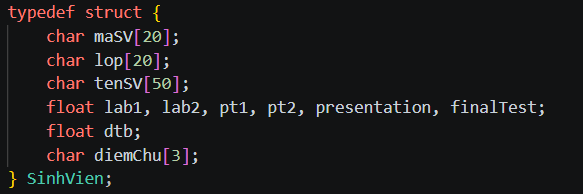 typedef struct {
    char maSV[20];
    char lop[20];
    char tenSV[50];
    float lab1, lab2, pt1, pt2, presentation, finalTest;
    float dtb;
    char diemChu[3];
} SinhVien;